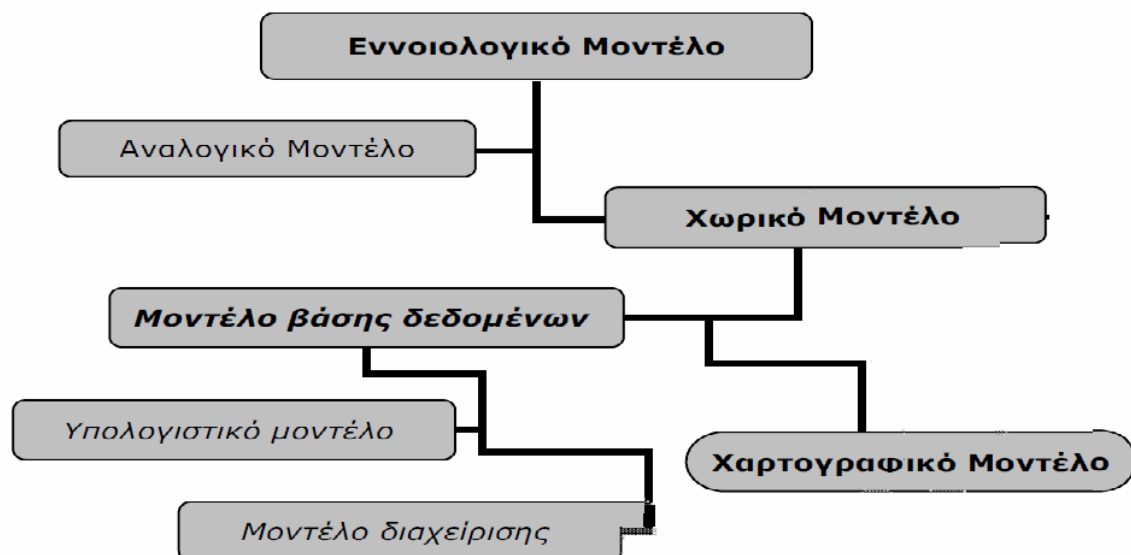 Εννοιολογικό Μοντέλο
Αναλογικό Μοντέλο
Χωρικό Μοντέλο
Μοντέλο βάσης δεδομένων
Υπολογιστικό μοντέλο
Χαρτογραφικό Μοντέλο
Μοντέλο διαχείρισης